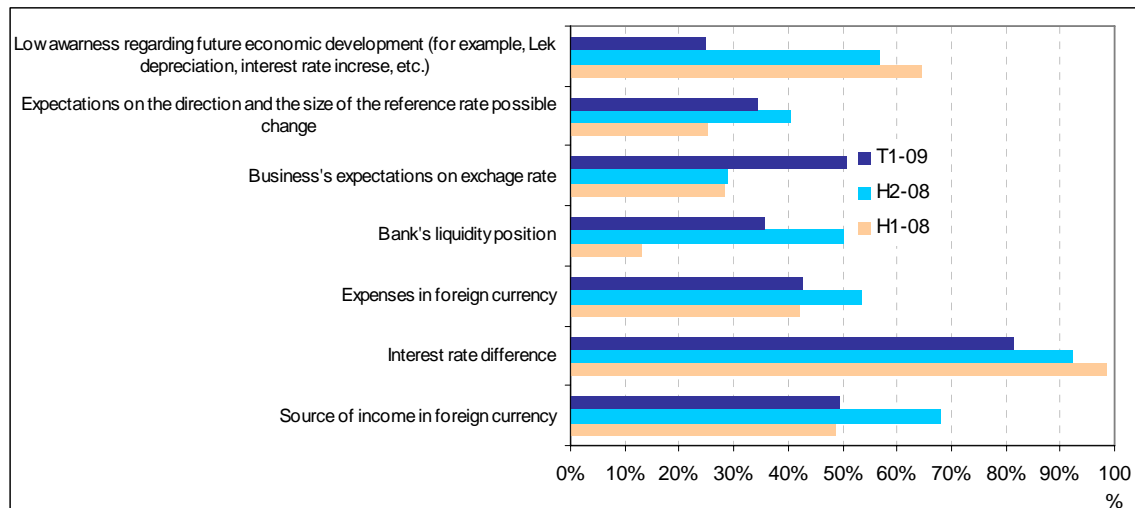 Low awarness regarding future economic development (for example, Lek
depreciation, interest rate increse, etc.)
Expectations on the direction and the size of the reference rate possible
change
Business's expectations on exchage rate
Bank's liquidity position
Expenses in foreign currency
Interest rate difference
Source of income in foreign currency
T1-09
H2-08
H1-08
0% 10% 20% 30% 40% 50% 60% 70% 80% 90% 100
%